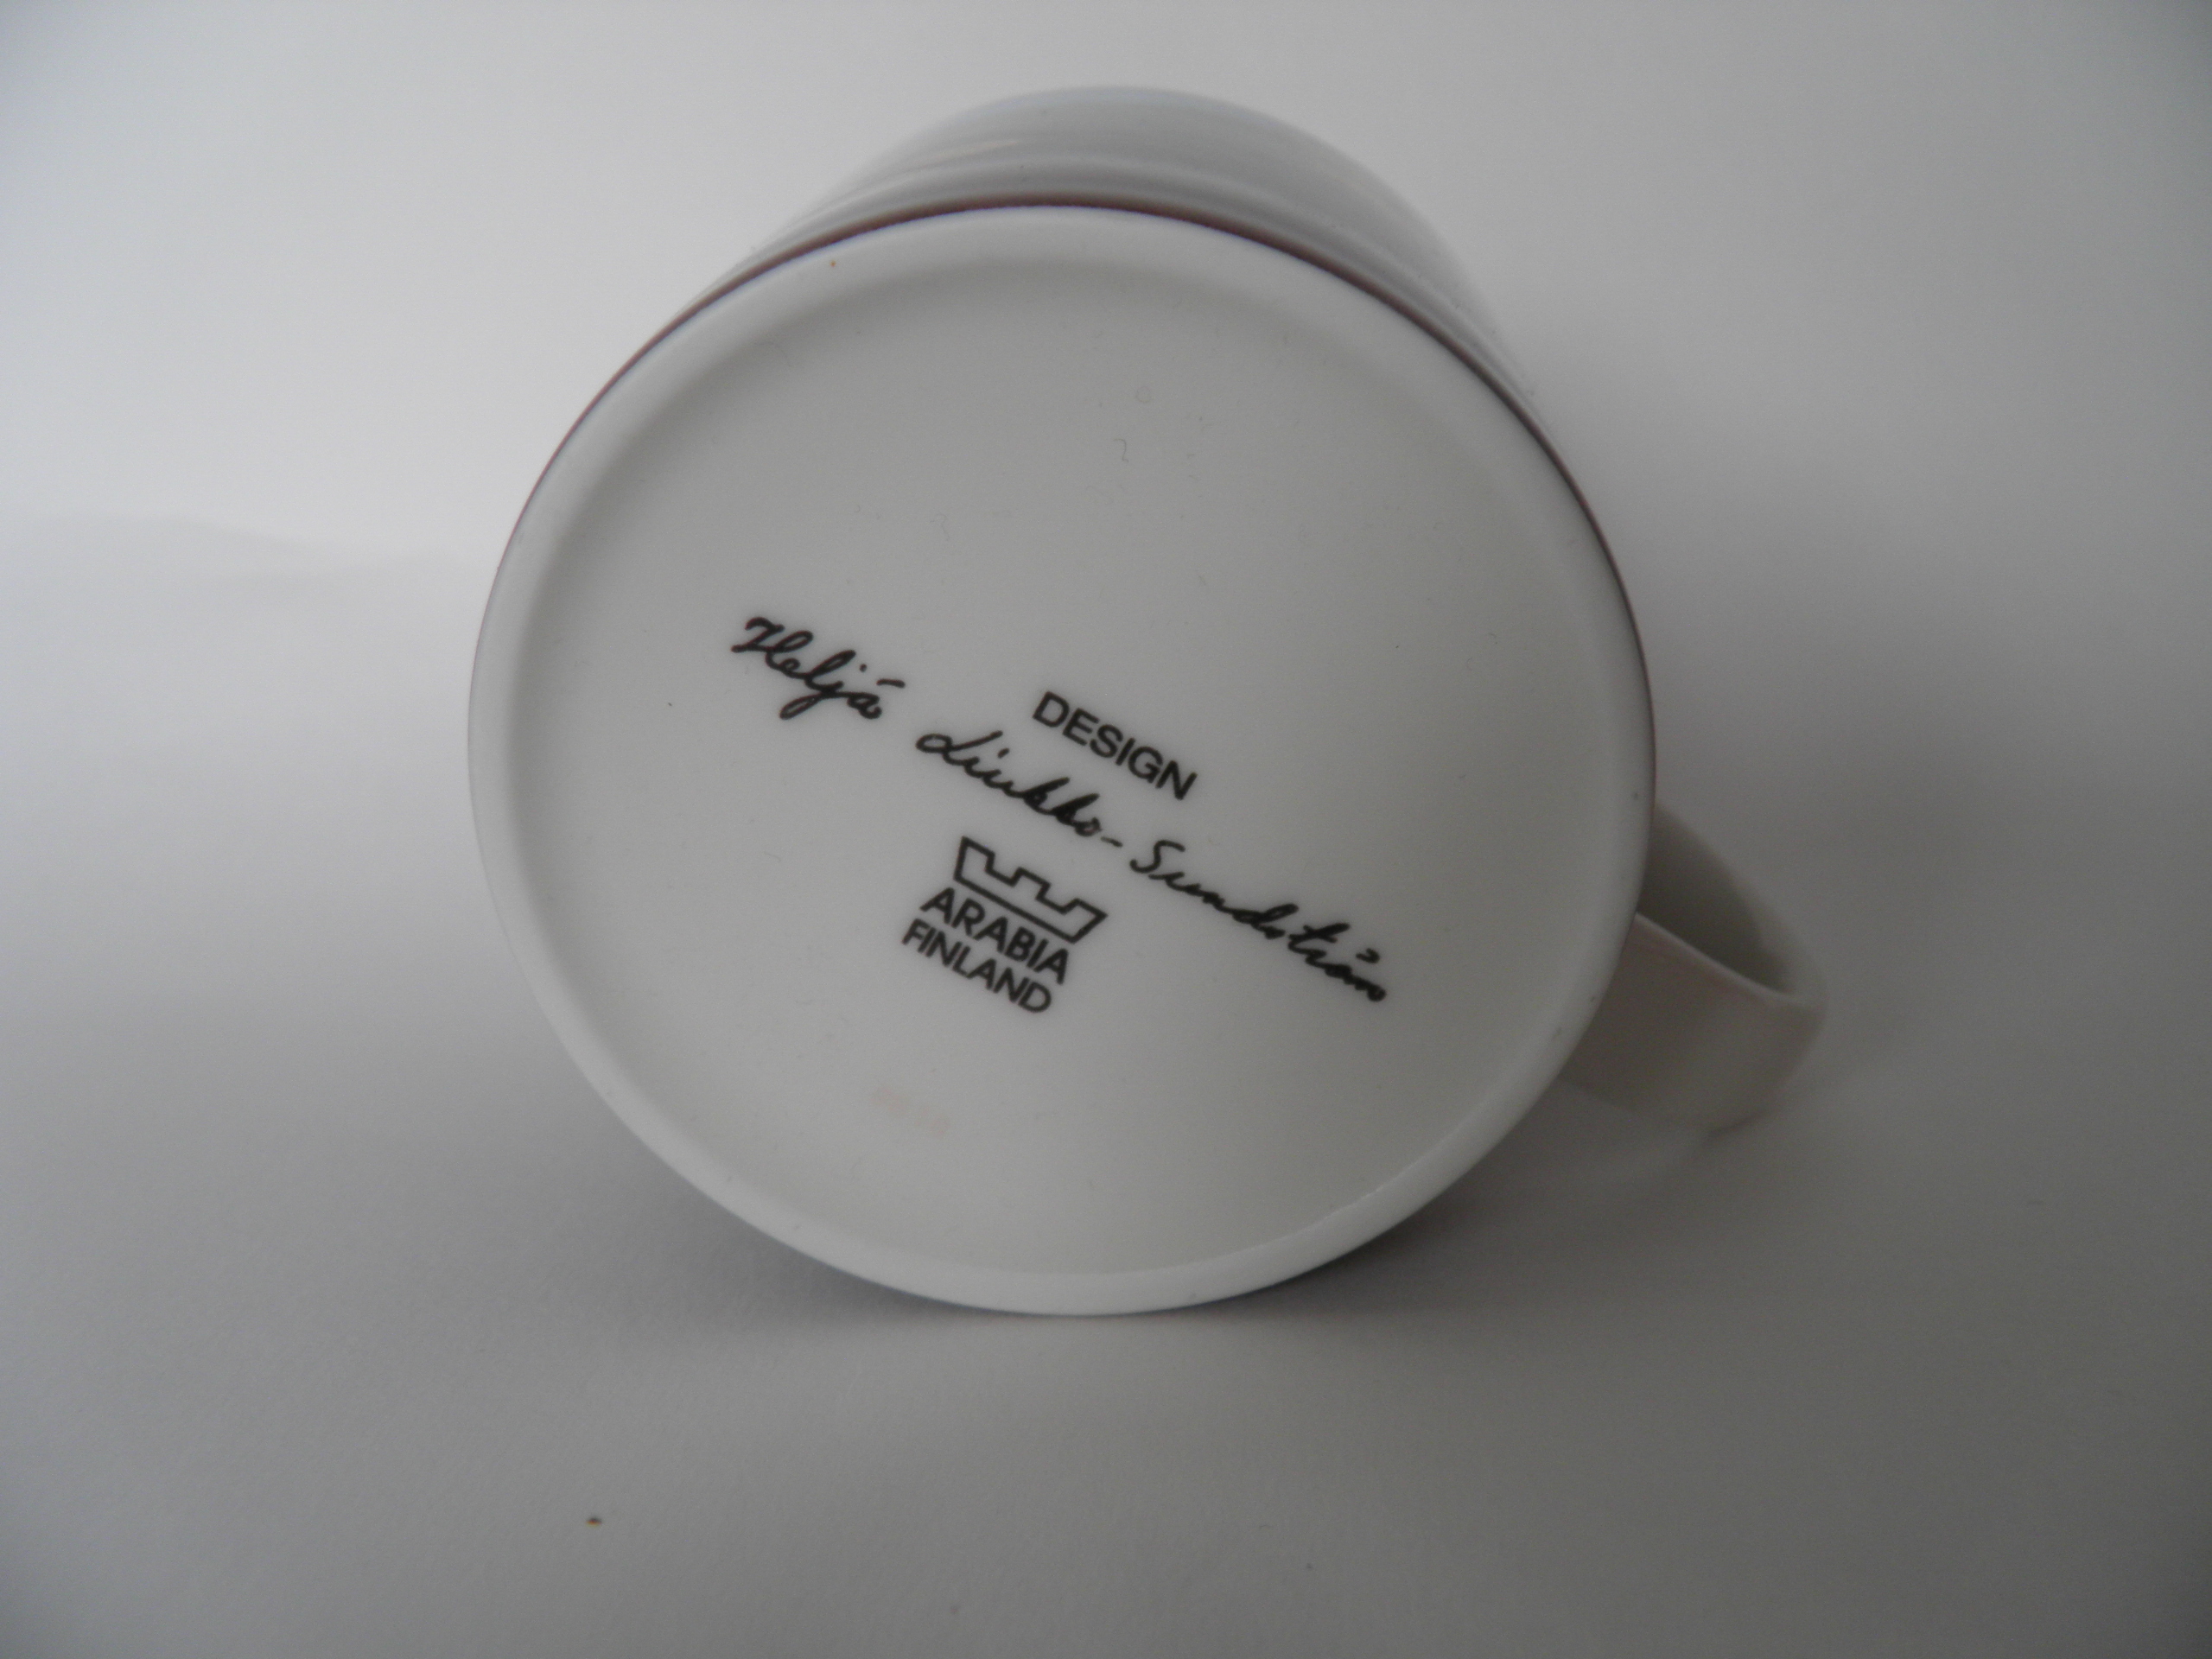 DESIGN
Heljä Liukko-Sundström
ARABIA
FINLAND